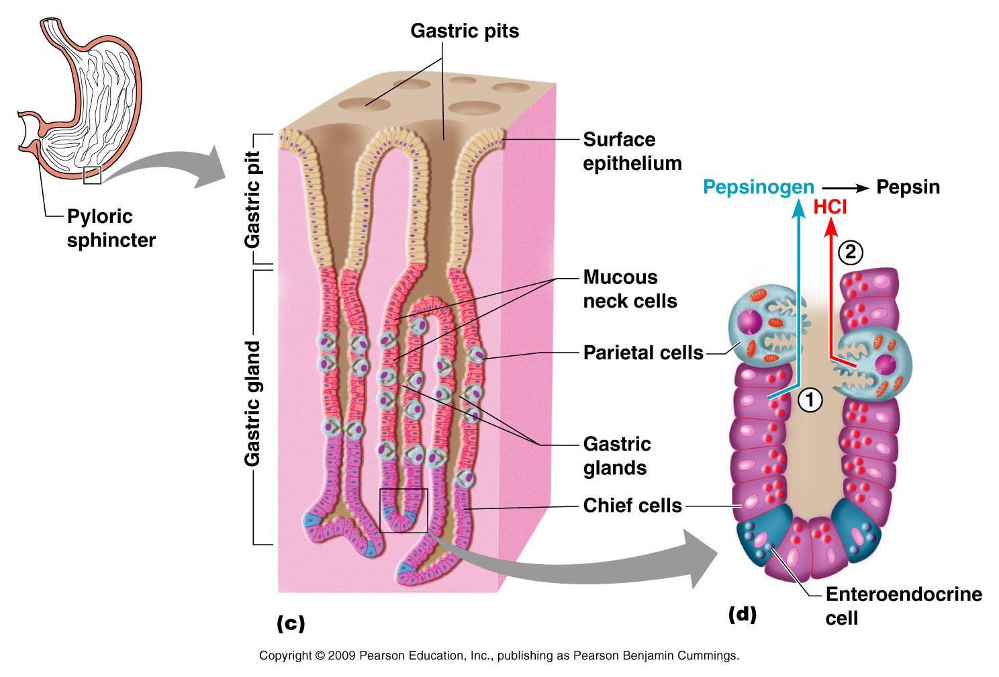 Gastric pits
Gastric pit
Surface
epithelium
Pyloric
sphincter
Pepsinogen
Pepsin
HCl
2
Mucous
neck cells
Gastric gland
Parietal cells
1
Gastric
glands
Chief cells
Enteroendocrine
cell
(c)
(d)
Copyright © 2009 Pearson Education, Inc., publishing as Pearson Benjamin Cummings.